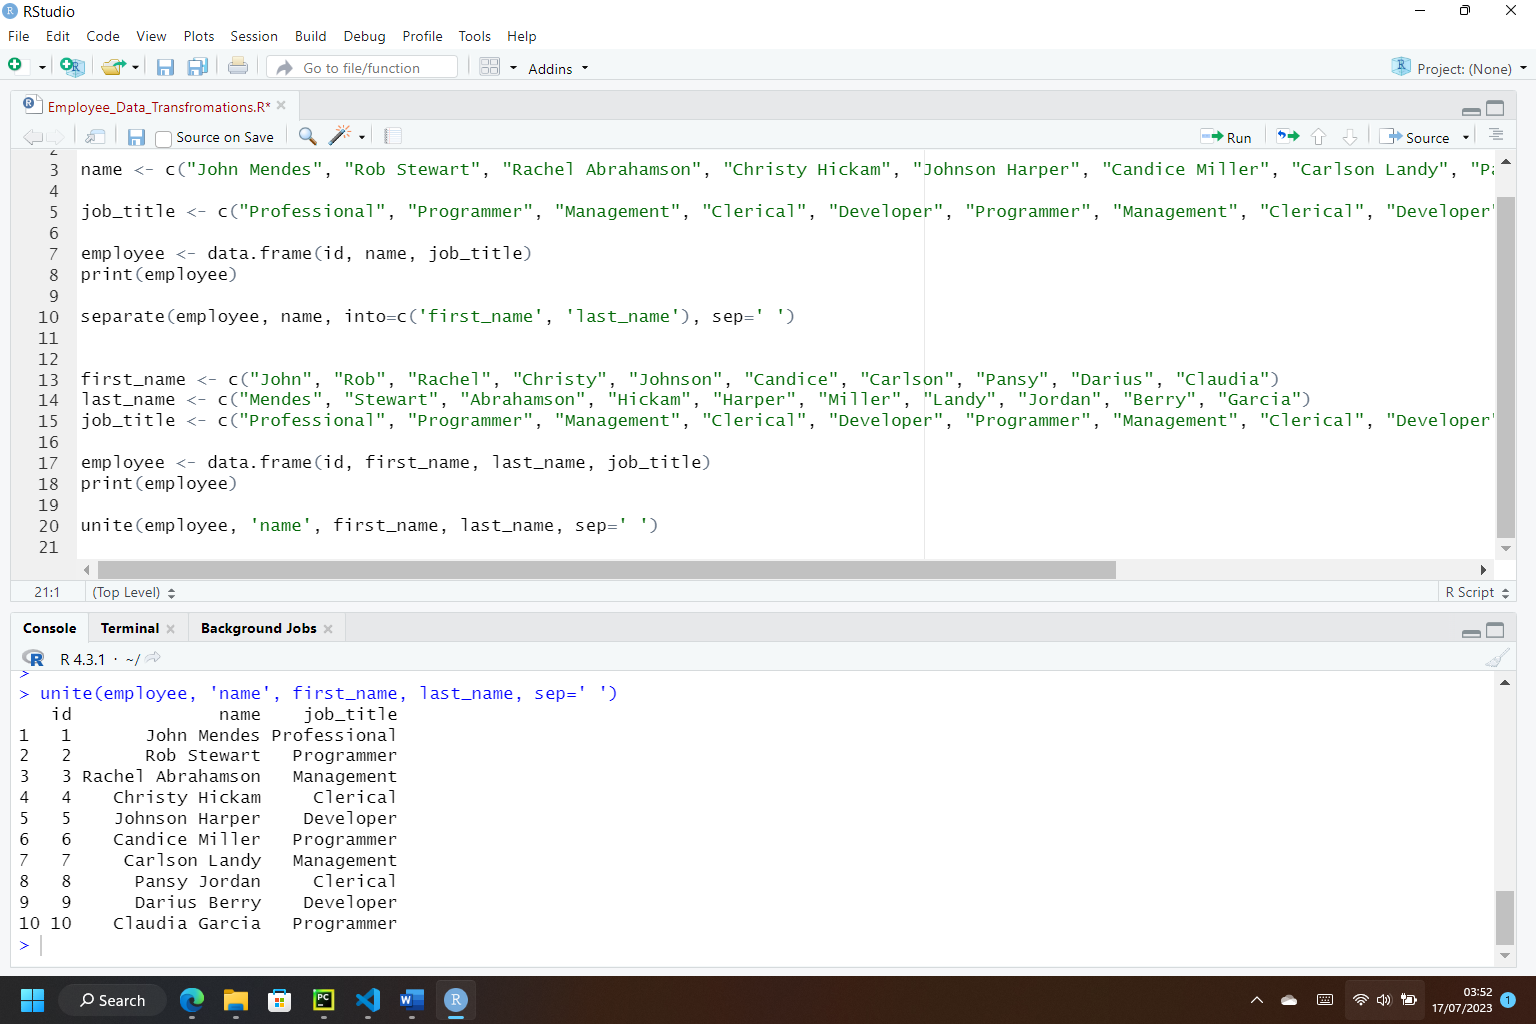 RStudio
File Edit Code View Plots Session Build Debug Profile Tools Help
Go to file/function Addins Project: (None)
Employee_Data_Transfromations.R*
Source on Save Run Source
2
3 name <- c("John Mendes", "Rob Stewart", "Rachel Abrahamson", "Christy Hickam", "Johnson Harper", "Candice Miller", "Carlson Landy", "Pa
4
5 job_title <- c("Professional", "Programmer", "Management", "Clerical", "Developer", "Programmer", "Management", "Clerical", "Developer"
6
7 employee <- data.frame(id, name, job_title)
8 print(employee)
9
10 separate(employee, name, into=c('first_name', 'last_name'), sep=' ')
11
12
13 first_name <- c("John", "Rob", "Rachel", "Christy", "Johnson", "Candice", "Carlson", "Pansy", "Darius", "Claudia")
14 last_name <- c("Mendes", "Stewart", "Abrahamson", "Hickam", "Harper", "Miller", "Landy", "Jordan", "Berry", "Garcia")
15 job_title <- c("Professional", "Programmer", "Management", "Clerical", "Developer", "Programmer", "Management", "Clerical", "Developer"
16
17 employee <- data.frame(id, first_name, last_name, job_title)
18 print(employee)
19
20 unite(employee, 'name', first_name, last_name, sep=' ')
21
21:1 (Top Level) R Script
Console Terminal Background Jobs
R 4.3.1 · ~/
>
> unite(employee, 'name', first_name, last_name, sep=' ')
id name job_title
1 1 John Mendes Professional
2 2 Rob Stewart Programmer
3 3 Rachel Abrahamson Management
4 4 Christy Hickam Clerical
5 5 Johnson Harper Developer
6 6 Candice Miller Programmer
7 7 Carlson Landy Management
8 8 Pansy Jordan Clerical
9 9 Darius Berry Developer
10 10 Claudia Garcia Programmer
>
Search
03:52
17/07/2023
1